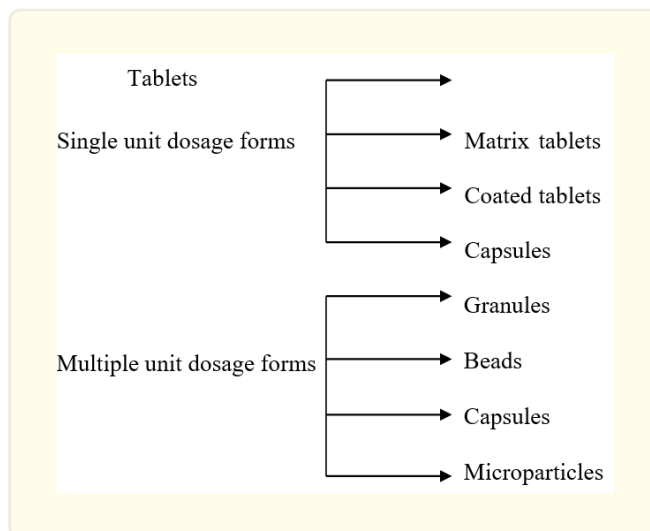 Tablets
Single unit dosage forms
Matrix tablets
Coated tablets
Capsules
Granules
Multiple unit dosage forms
Beads
Capsules
Microparticles